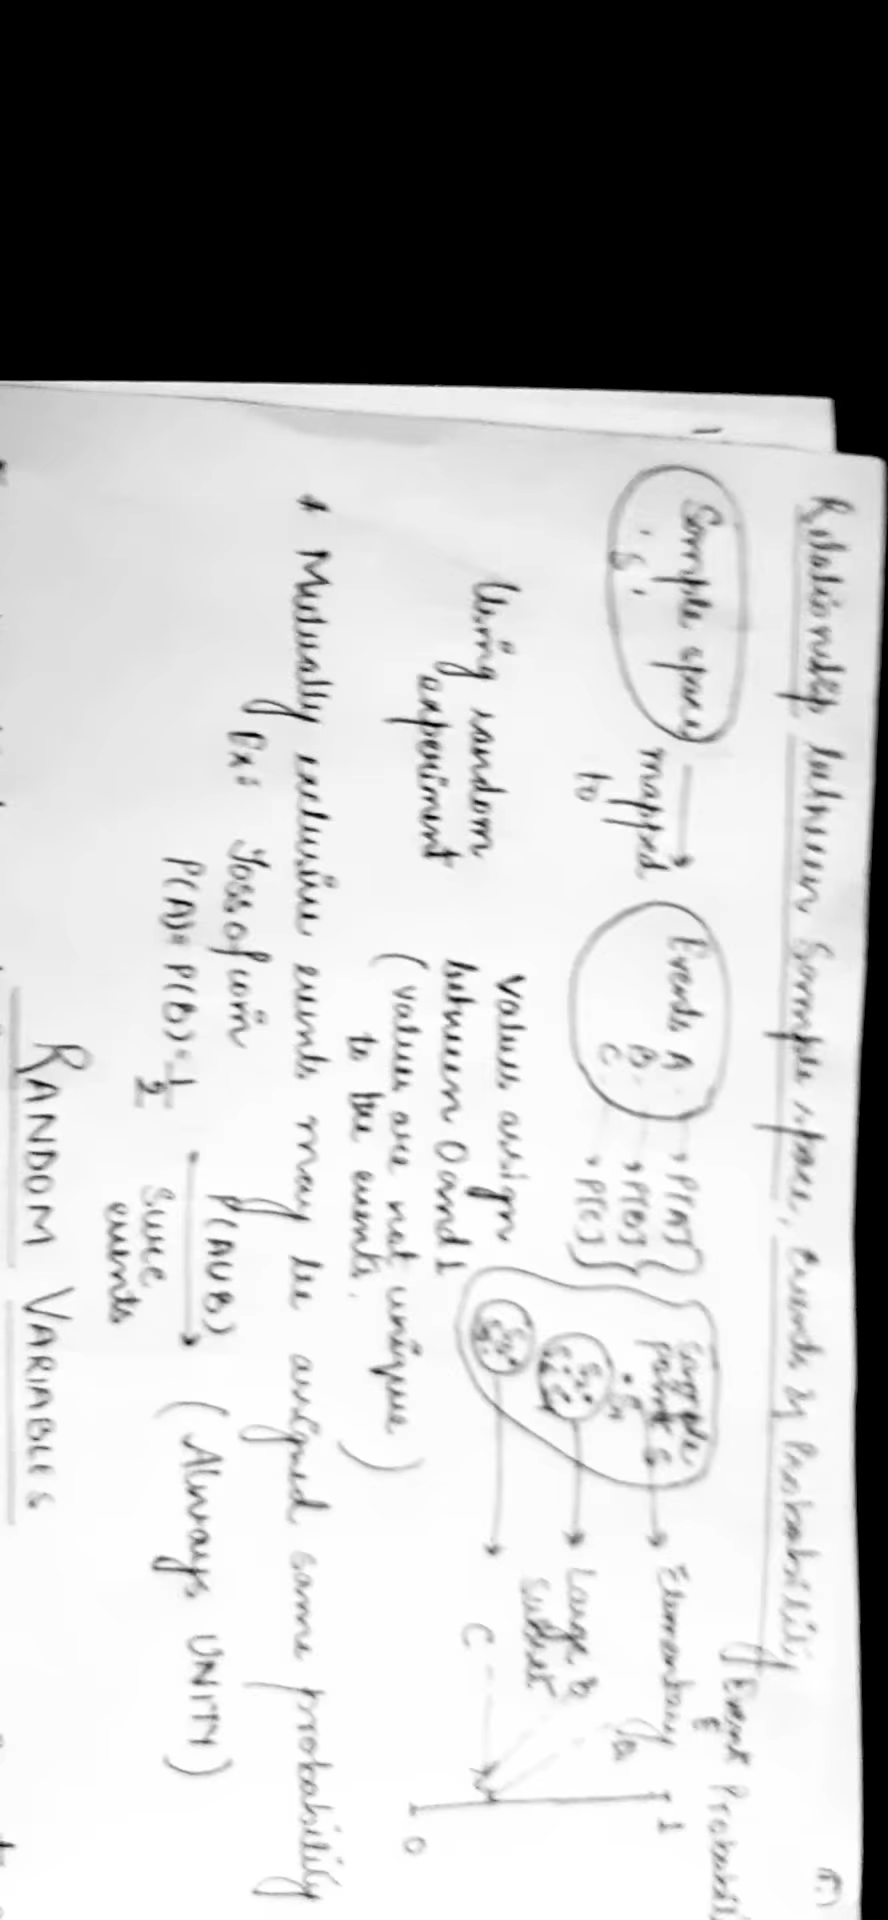 Relationship between Sample space, events & Probability
Sample space
'S'
mapped
to
Events A
B
C
P(A)
P(B)
P(C)
Sample
points
Elementary
Event
Probabil
Large B
subset
C
1
0
Using random
experiment
Values assign
between 0 and 1
(values are not unique
to the events.)
* Mutually exclusive events may be assigned same probability
Ex: Toss of coin
P(A) = P(B) = 1/2
P(AUB)
Sure
events
(Always UNITY)
RANDOM VARIABLES